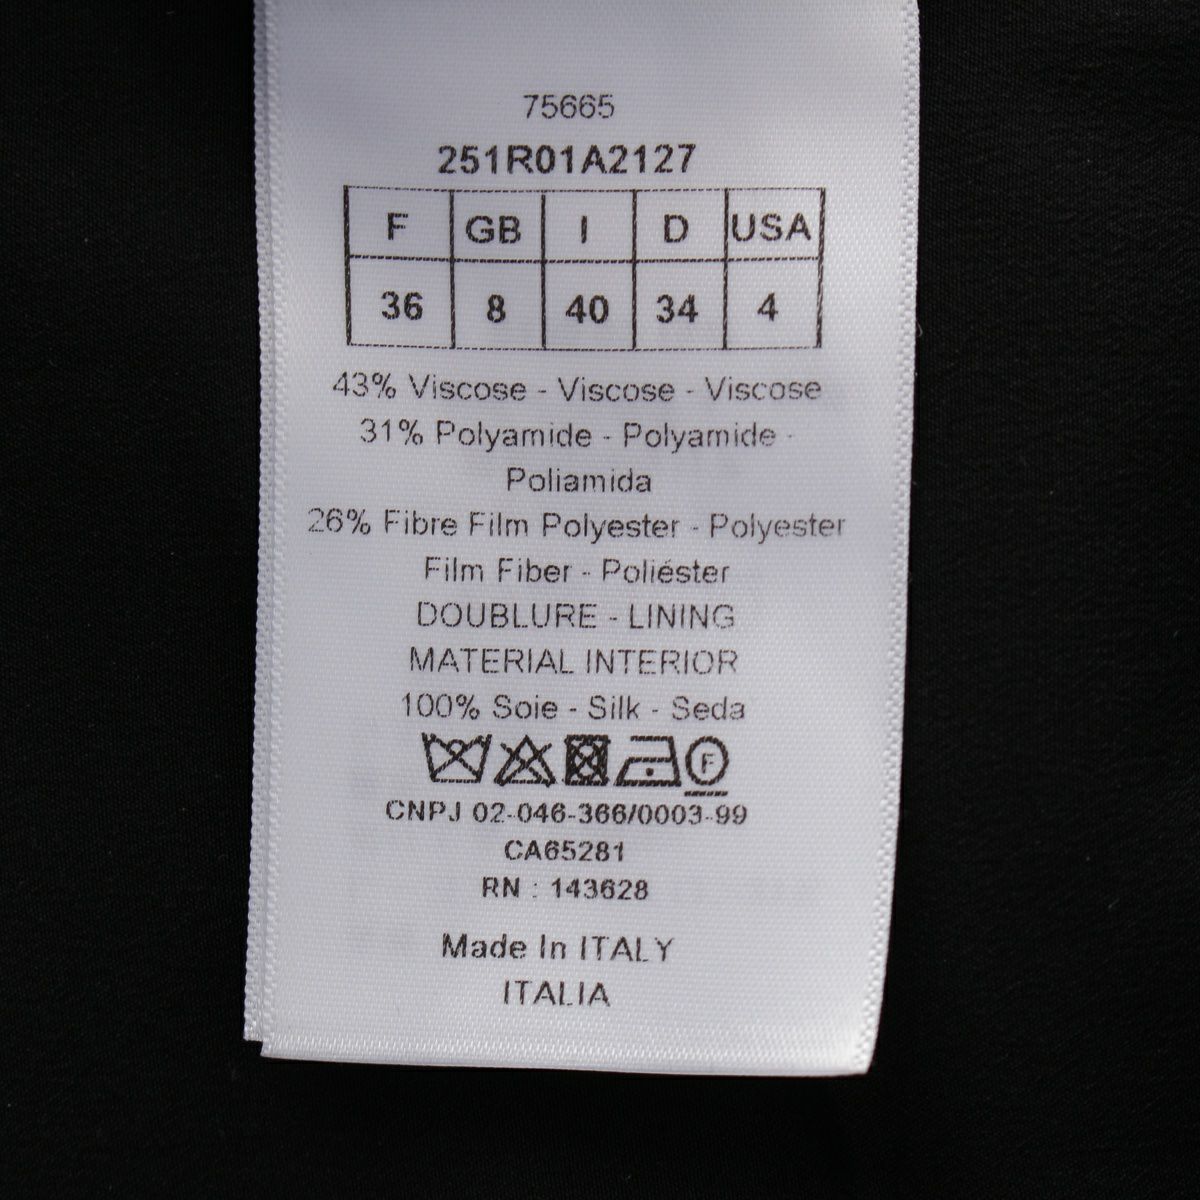 75665
251R01A2127
F GB I D USA
36 8 40 34 4
43% Viscose - Viscose - Viscose
31% Polyamide - Polyamide -
Poliamida
26% Fibre Film Polyester - Polyester
Film Fiber - Poliéster
DOUBLURE - LINING
MATERIAL INTERIOR
100% Soie - Silk - Seda
F
CNPJ 02-046-366/0003-99
CA65281
RN : 143628
Made In ITALY
ITALIA